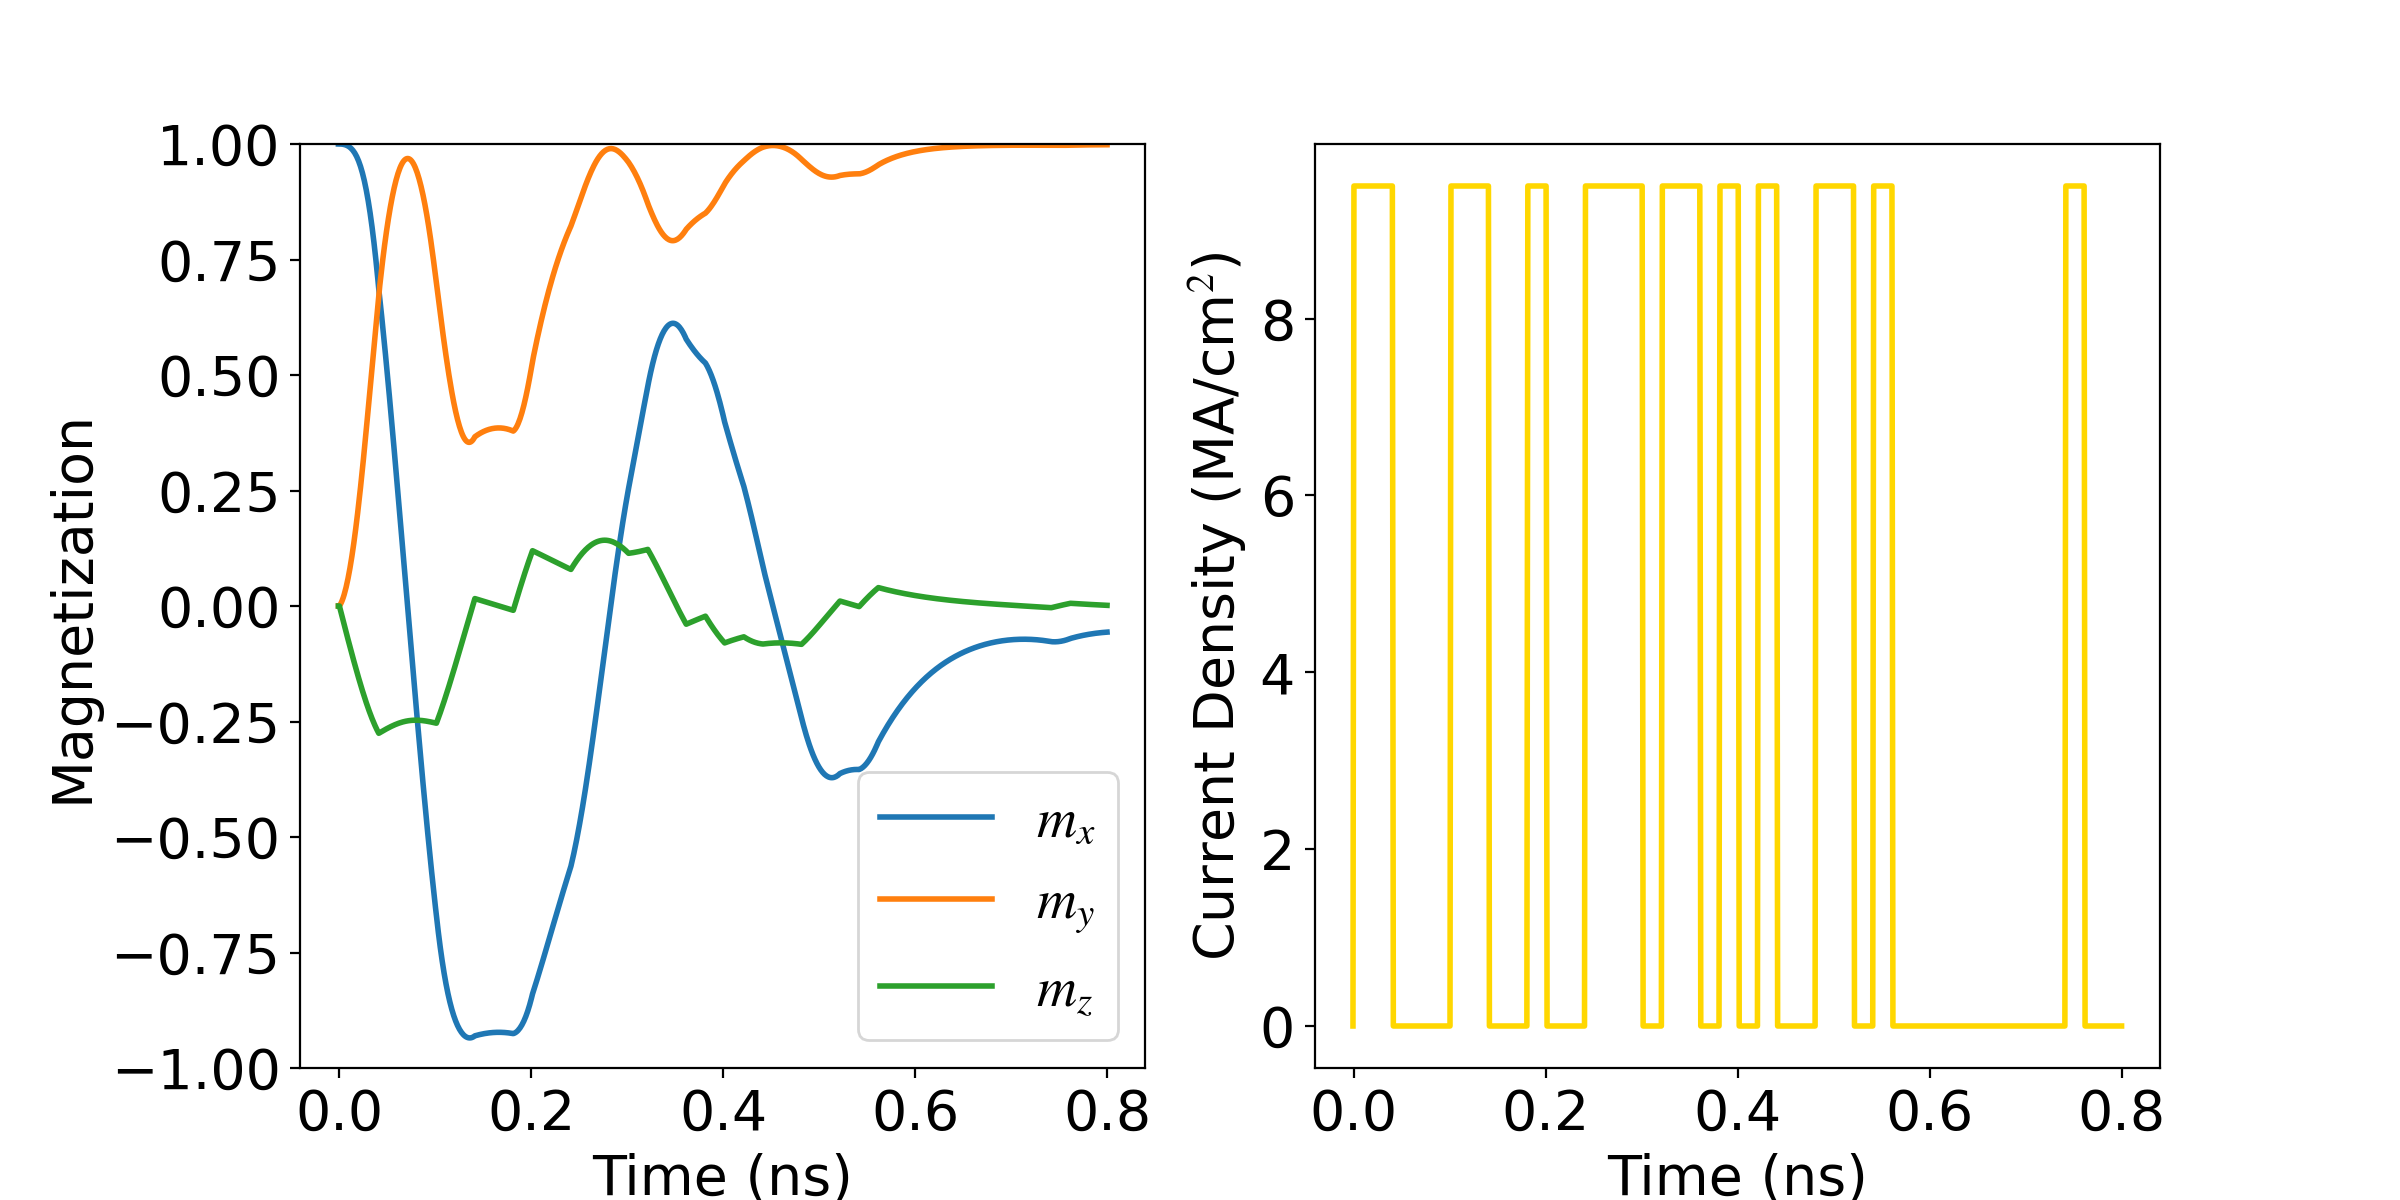 1.00
0.75
0.50
0.25
0.00
−0.25
−0.50
−0.75
−1.00
Magnetization
0.0 0.2 0.4 0.6 0.8
Time (ns)
m_x
m_y
m_z
8
6
4
2
0
Current Density (MA/cm²)
0.0 0.2 0.4 0.6 0.8
Time (ns)